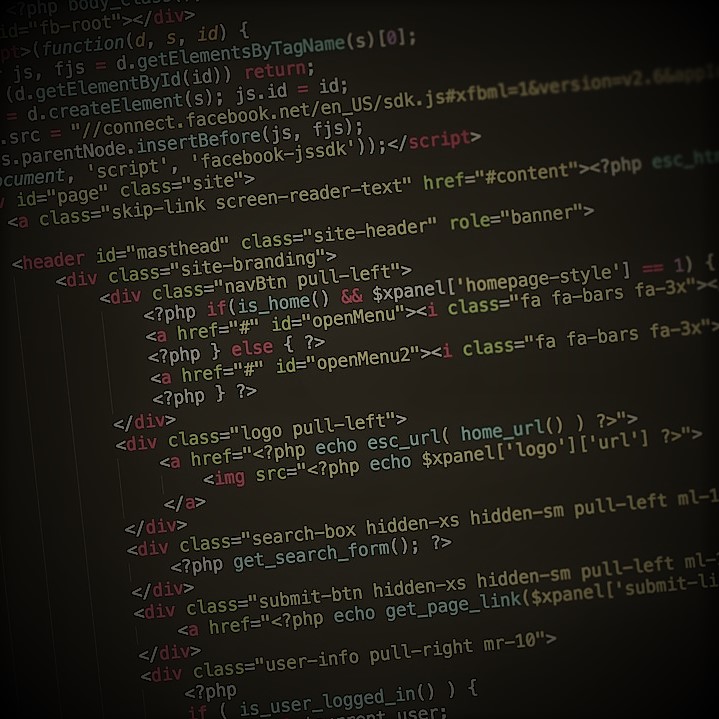 <?php body_class
id="fb-root"></div>
>(function(d, s, id) {
js, fjs = d.getElementsByTagName(s)[0];
(d.getElementById(id)) return;
= d.createElement(s); js.id = id;
.src = "//connect.facebook.net/en_US/sdk.js#xfbml=1&version=v2.6&appI
s.parentNode.insertBefore(js, fjs);
ocument, 'script', 'facebook-jssdk'));</script>
id="page" class="site">
<a class="skip-link screen-reader-text" href="#content"><?php esc_ht
<header id="masthead" class="site-header" role="banner">
<div class="site-branding">
<div class="navBtn pull-left">
<?php if(is_home() && $xpanel['homepage-style'] == 1) {
<a href="#" id="openMenu"><i class="fa fa-bars fa-3x"><
<?php } else { ?>
<a href="#" id="openMenu2"><i class="fa fa-bars fa-3x">
<?php } ?>
</div>
<div class="logo pull-left">
<a href="<?php echo esc_url( home_url() ) ?>">
<img src="<?php echo $xpanel['logo']['url'] ?>">
</a>
</div>
<div class="search-box hidden-xs hidden-sm pull-left ml-1
<?php get_search_form(); ?>
</div>
<div class="submit-btn hidden-xs hidden-sm pull-left ml-
<a href="<?php echo get_page_link($xpanel['submit-li
</div>
<div class="user-info pull-right mr-10">
<?php
if ( is_user_logged_in() ) {
current_user;